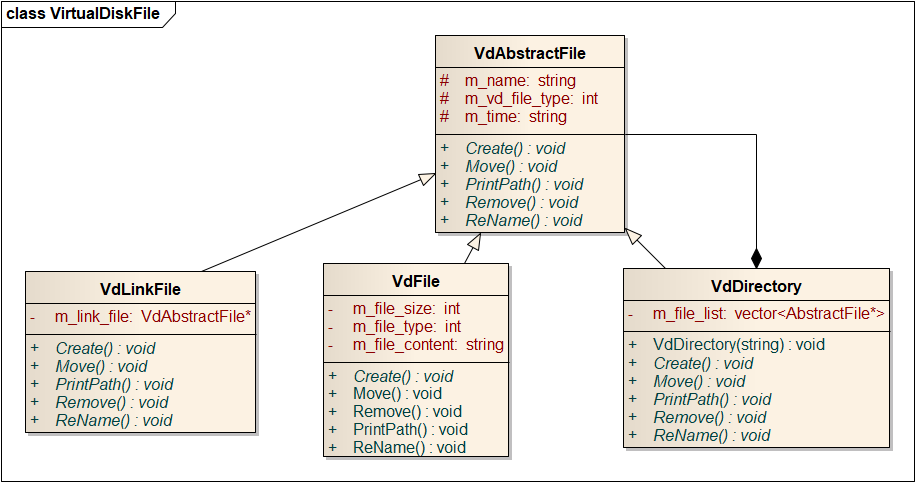 class VirtualDiskFile
VdAbstractFile
# m_name: string
# m_vd_file_type: int
# m_time: string
+ Create() : void
+ Move() : void
+ PrintPath() : void
+ Remove() : void
+ ReName() : void
VdLinkFile
- m_link_file: VdAbstractFile*
+ Create() : void
+ Move() : void
+ PrintPath() : void
+ Remove() : void
+ ReName() : void
VdFile
- m_file_size: int
- m_file_type: int
- m_file_content: string
+ Create() : void
+ Move() : void
+ Remove() : void
+ PrintPath() : void
+ ReName() : void
VdDirectory
- m_file_list: vector<AbstractFile*>
+ VdDirectory(string) : void
+ Create() : void
+ Move() : void
+ PrintPath() : void
+ Remove() : void
+ ReName() : void